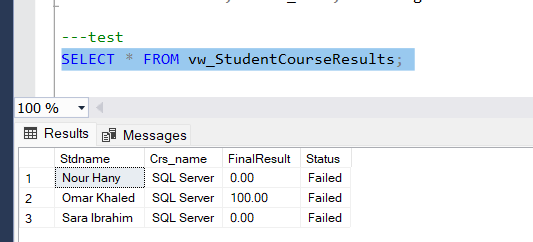 ---test
SELECT * FROM vw_StudentCourseResults;
100 %
Results Messages
Stdname Crs_name FinalResult Status
1 Nour Hany SQL Server 0.00 Failed
2 Omar Khaled SQL Server 100.00 Failed
3 Sara Ibrahim SQL Server 0.00 Failed